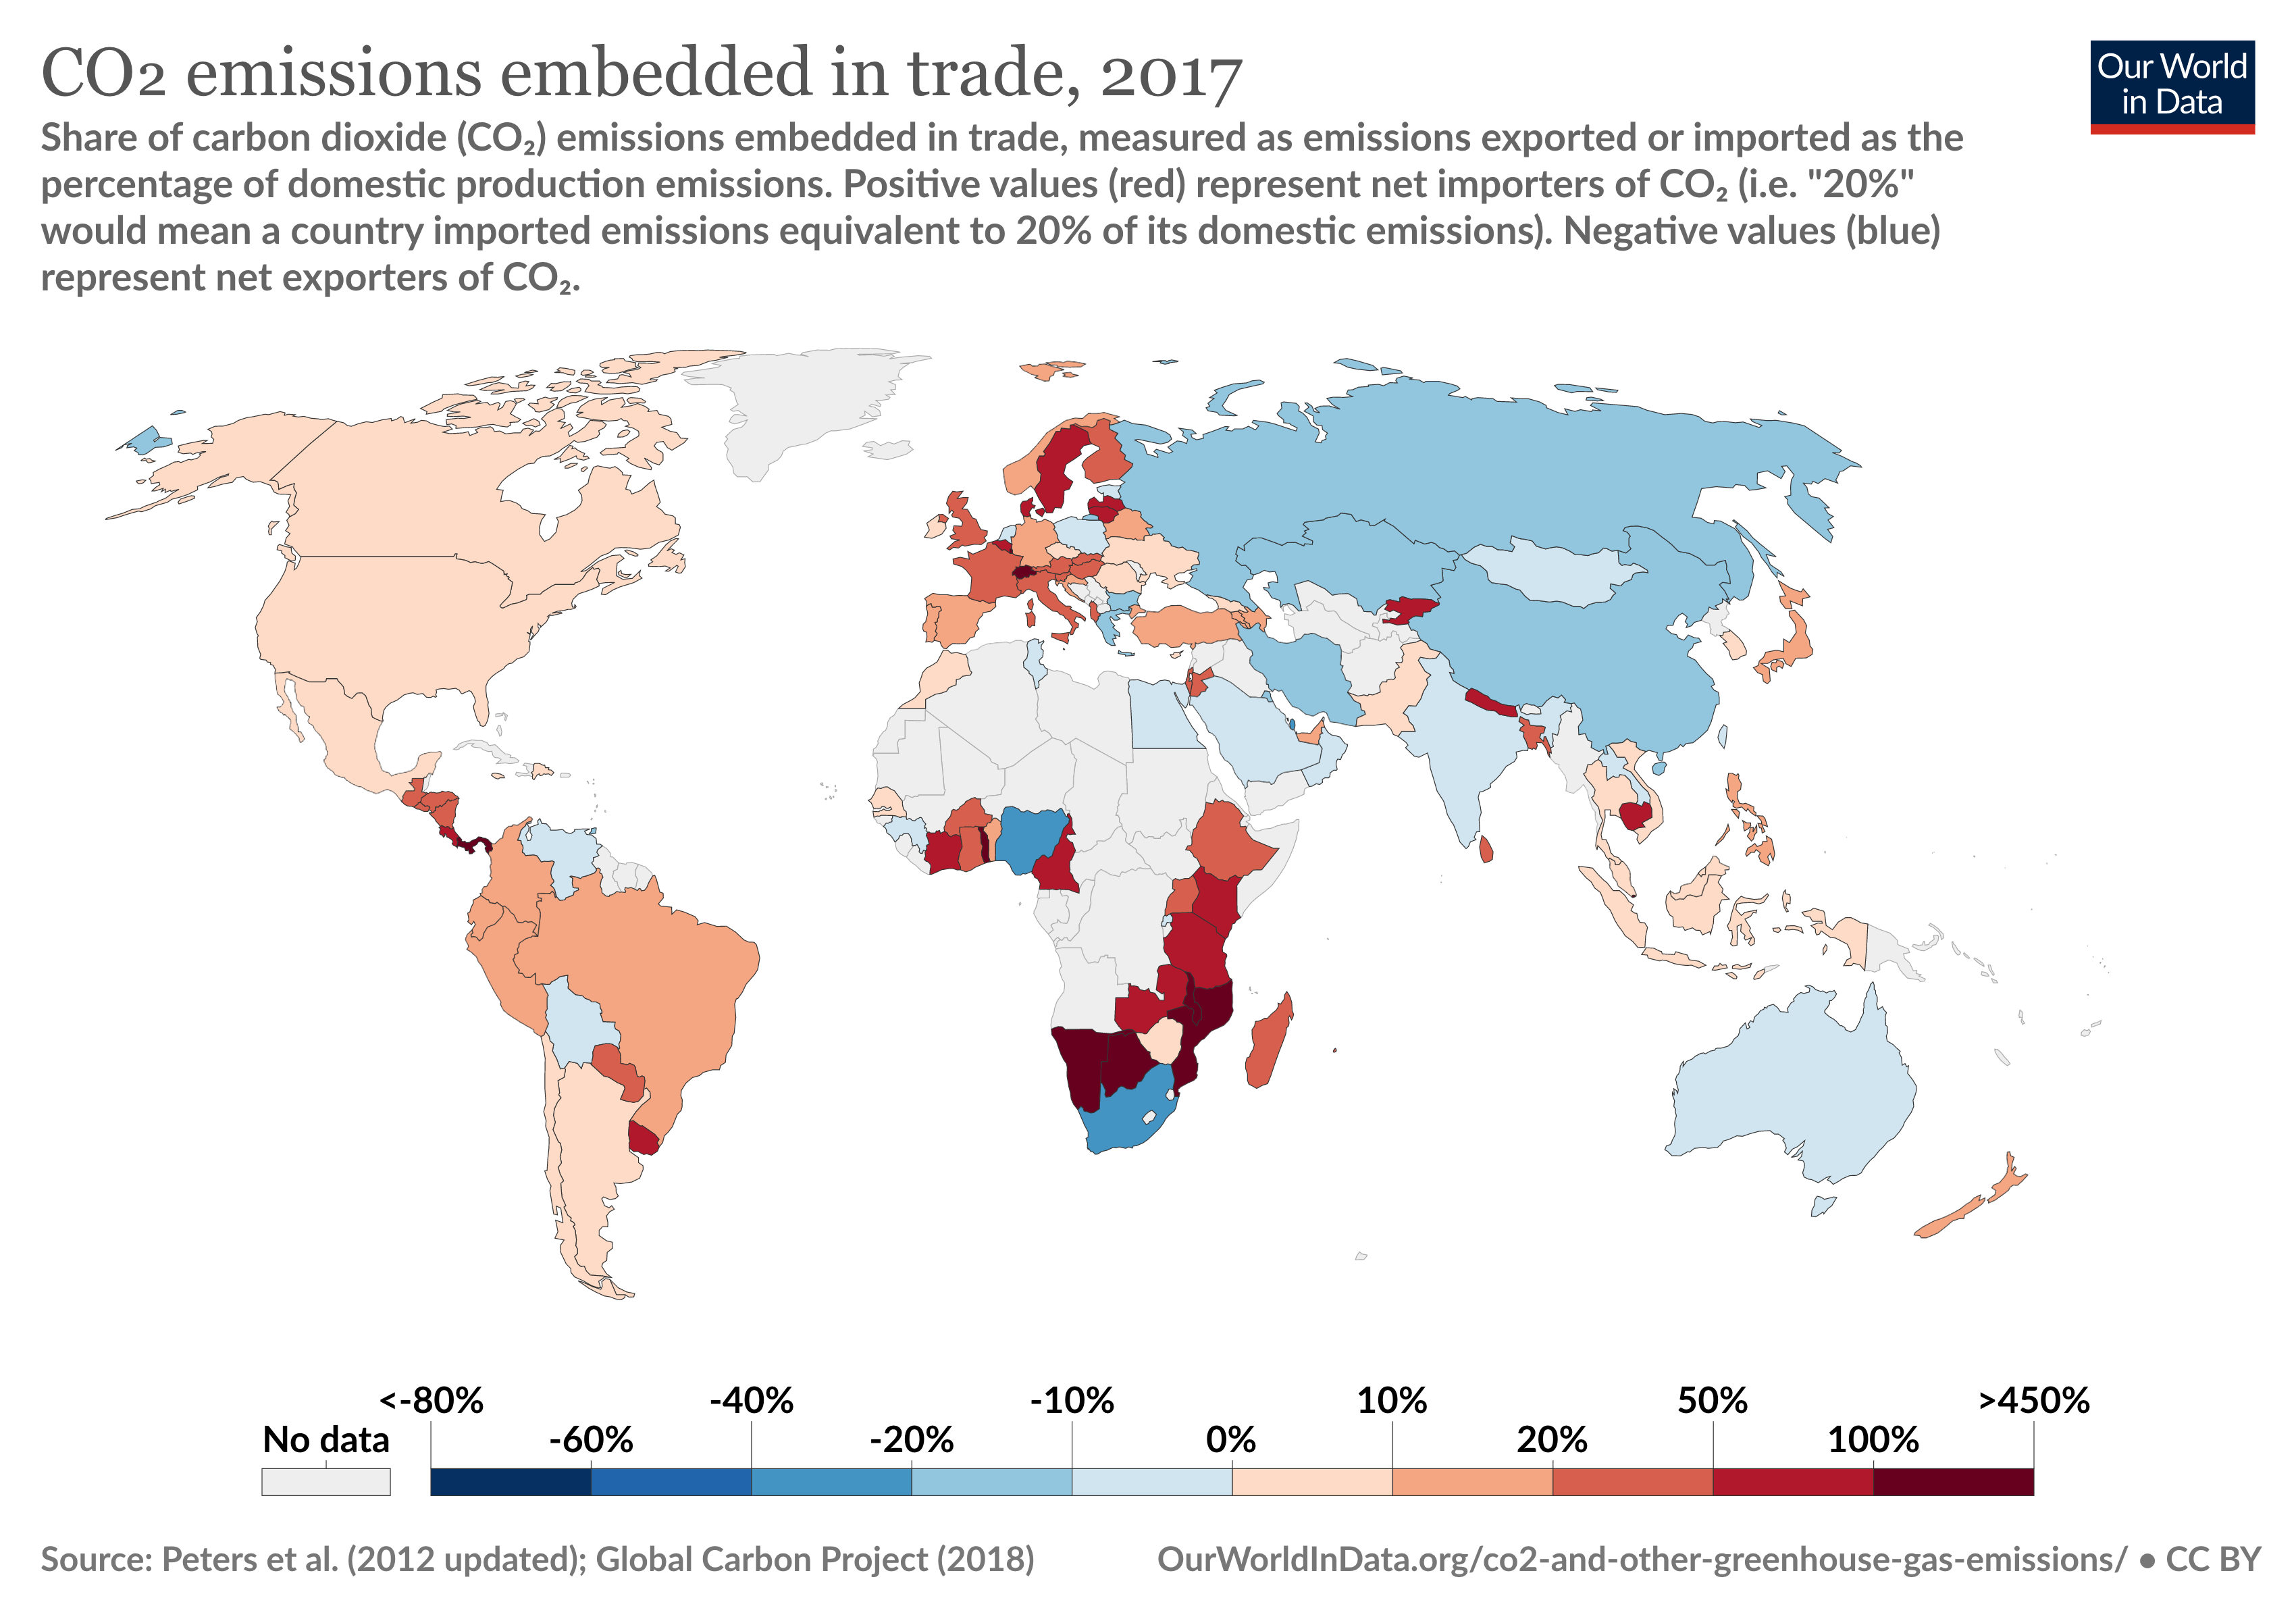 CO2 emissions embedded in trade, 2017
Our World
in Data
Share of carbon dioxide (CO₂) emissions embedded in trade, measured as emissions exported or imported as the
percentage of domestic production emissions. Positive values (red) represent net importers of CO₂ (i.e. "20%"
would mean a country imported emissions equivalent to 20% of its domestic emissions). Negative values (blue)
represent net exporters of CO₂.
<-80% -40% -10% 10% 50% >450%
No data -60% -20% 0% 20% 100%
Source: Peters et al. (2012 updated); Global Carbon Project (2018) OurWorldInData.org/co2-and-other-greenhouse-gas-emissions/ • CC BY